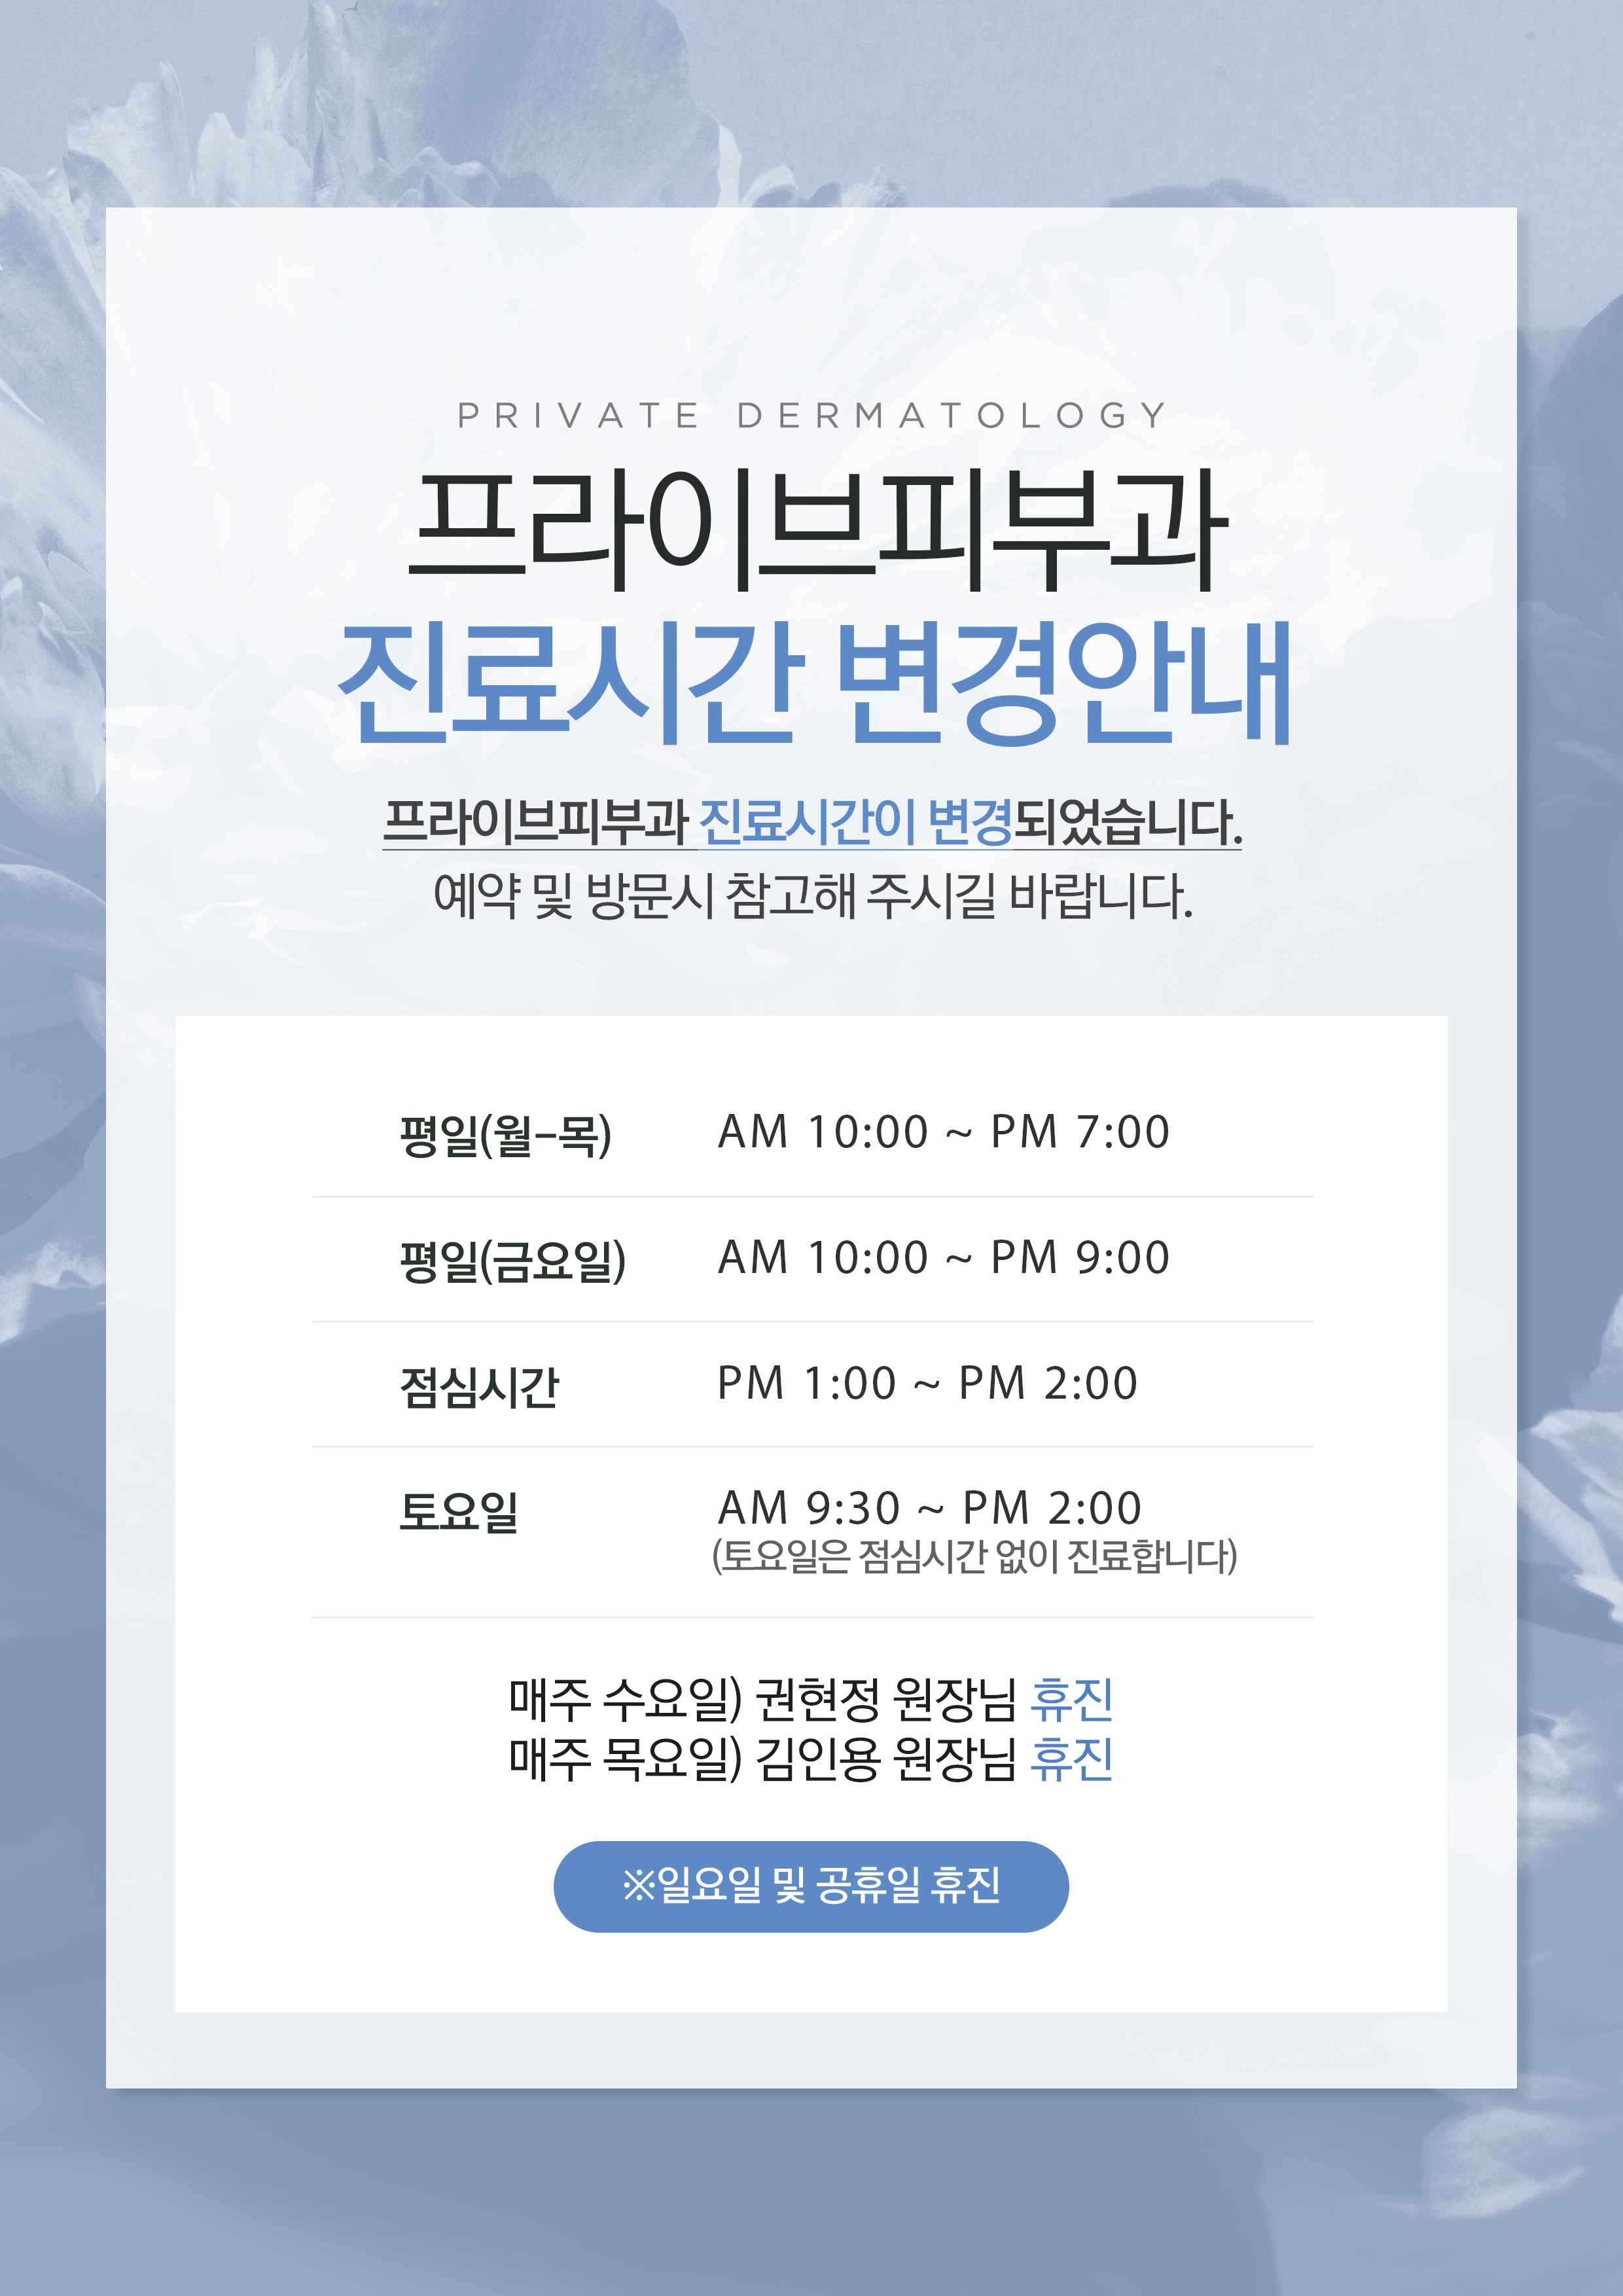 PRIVATE DERMATOLOGY
프라이브피부과
진료시간 변경안내
프라이브피부과 진료시간이 변경되었습니다.
예약 및 방문시 참고해 주시길 바랍니다.
평일(월-목) AM 10:00 ~ PM 7:00
평일(금요일) AM 10:00 ~ PM 9:00
점심시간 PM 1:00 ~ PM 2:00
토요일 AM 9:30 ~ PM 2:00
(토요일은 점심시간 없이 진료합니다)
매주 수요일) 권현정 원장님 휴진
매주 목요일) 김인용 원장님 휴진
※일요일 및 공휴일 휴진